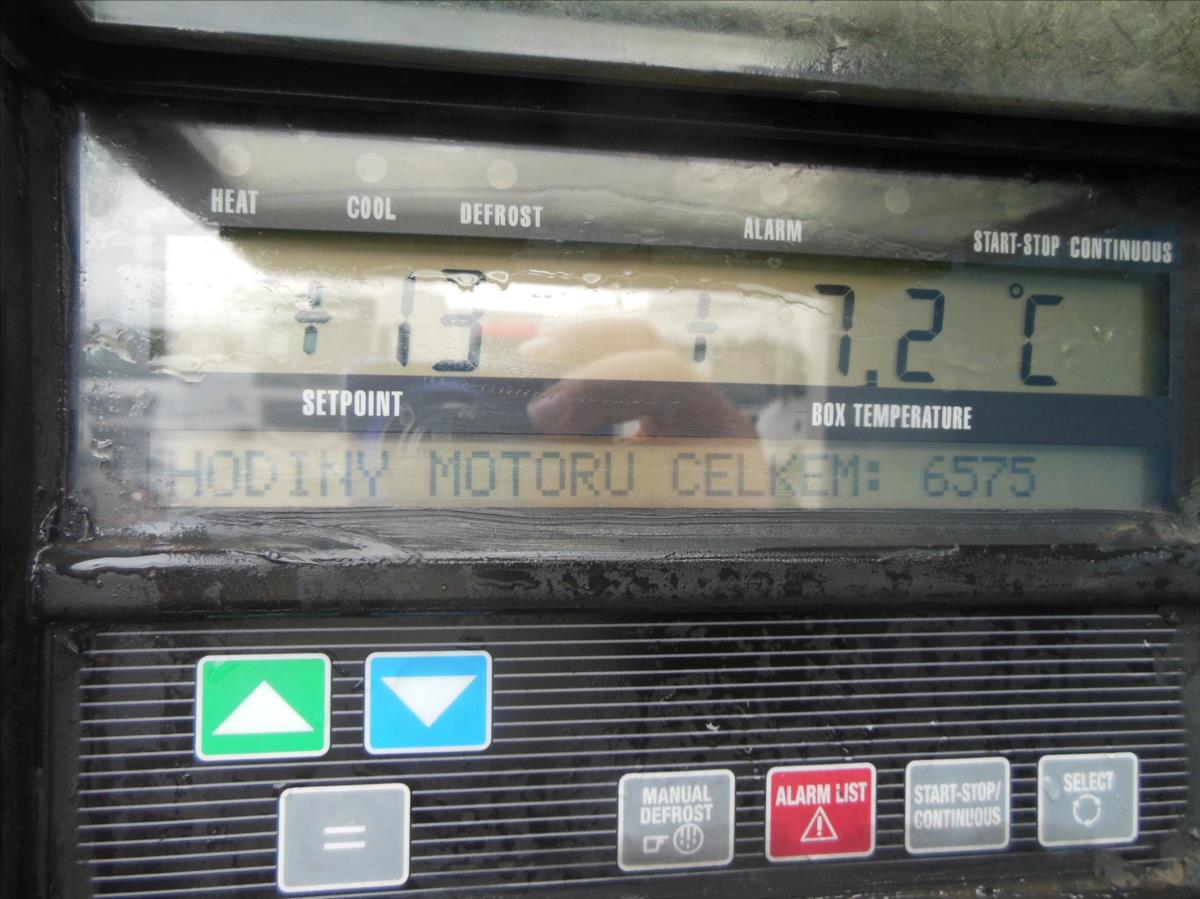 HEAT COOL DEFROST ALARM START-STOP CONTINUOUS
+ 13 + 7.2 °C
SETPOINT BOX TEMPERATURE
HODINY MOTORU CELKEM: 6575
MANUAL DEFROST
ALARM LIST
START-STOP/ CONTINUOUS
SELECT
=